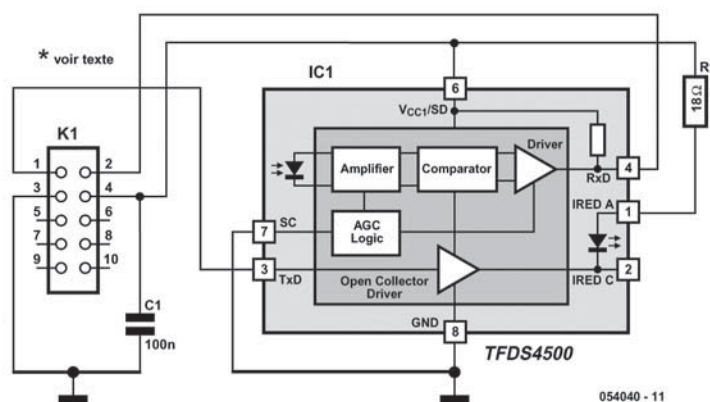 * voir texte
K1
1
2
3
4
5
6
7
8
9
10
C1
100n
IC1
6
VCC1/SD
Amplifier
Comparator
Driver
AGC
Logic
7
SC
3
TxD
Open Collector
Driver
GND
8
RxD
4
IRED A
1
IRED C
2
R
18Ω
TFDS4500
054040 - 11